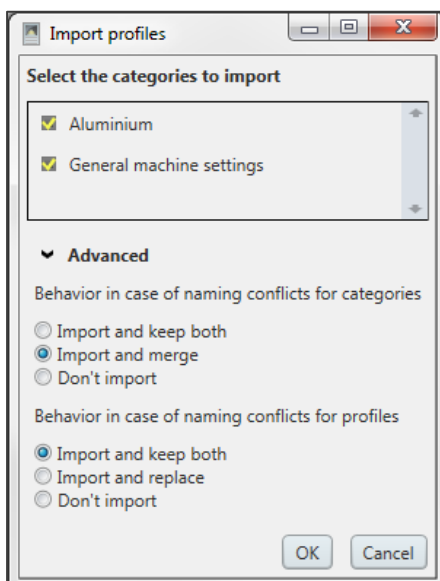 Import profiles
Select the categories to import
Aluminium
General machine settings
Advanced
Behavior in case of naming conflicts for categories
Import and keep both
Import and merge
Don't import
Behavior in case of naming conflicts for profiles
Import and keep both
Import and replace
Don't import
OK Cancel